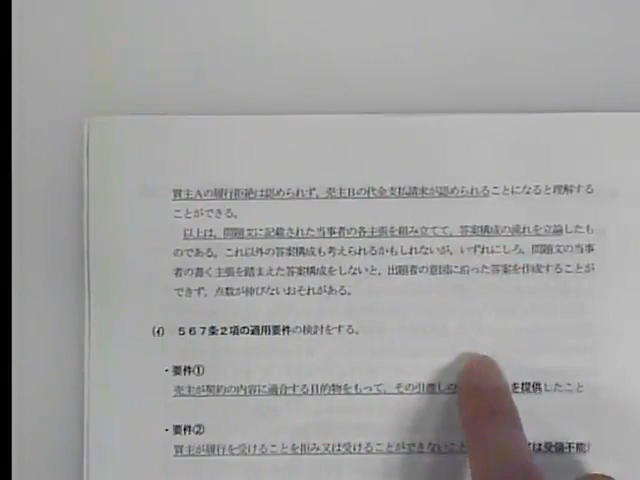 買主Aの履行拒絶は認められず、売主Bの代金支払請求が認められることになると理解する
ことができる。
以上は、問題文に記載された当事者の各主張を組み立てて、答案構成の流れを立論したも
のである。これ以外の答案構成も考えられるかもしれないが、いずれにしろ、問題文の当事
者の書く主張を踏まえた答案構成をしないと、出題者の意図に沿った答案を作成することが
できず、点数が伸びないおそれがある。
(イ) 567条2項の適用要件の検討をする。
・要件①
売主が契約の内容に適合する目的物をもって、その引渡しの を提供したこと
・要件②
買主が履行を受けることを拒み又は受けることができないこと は受領不能)